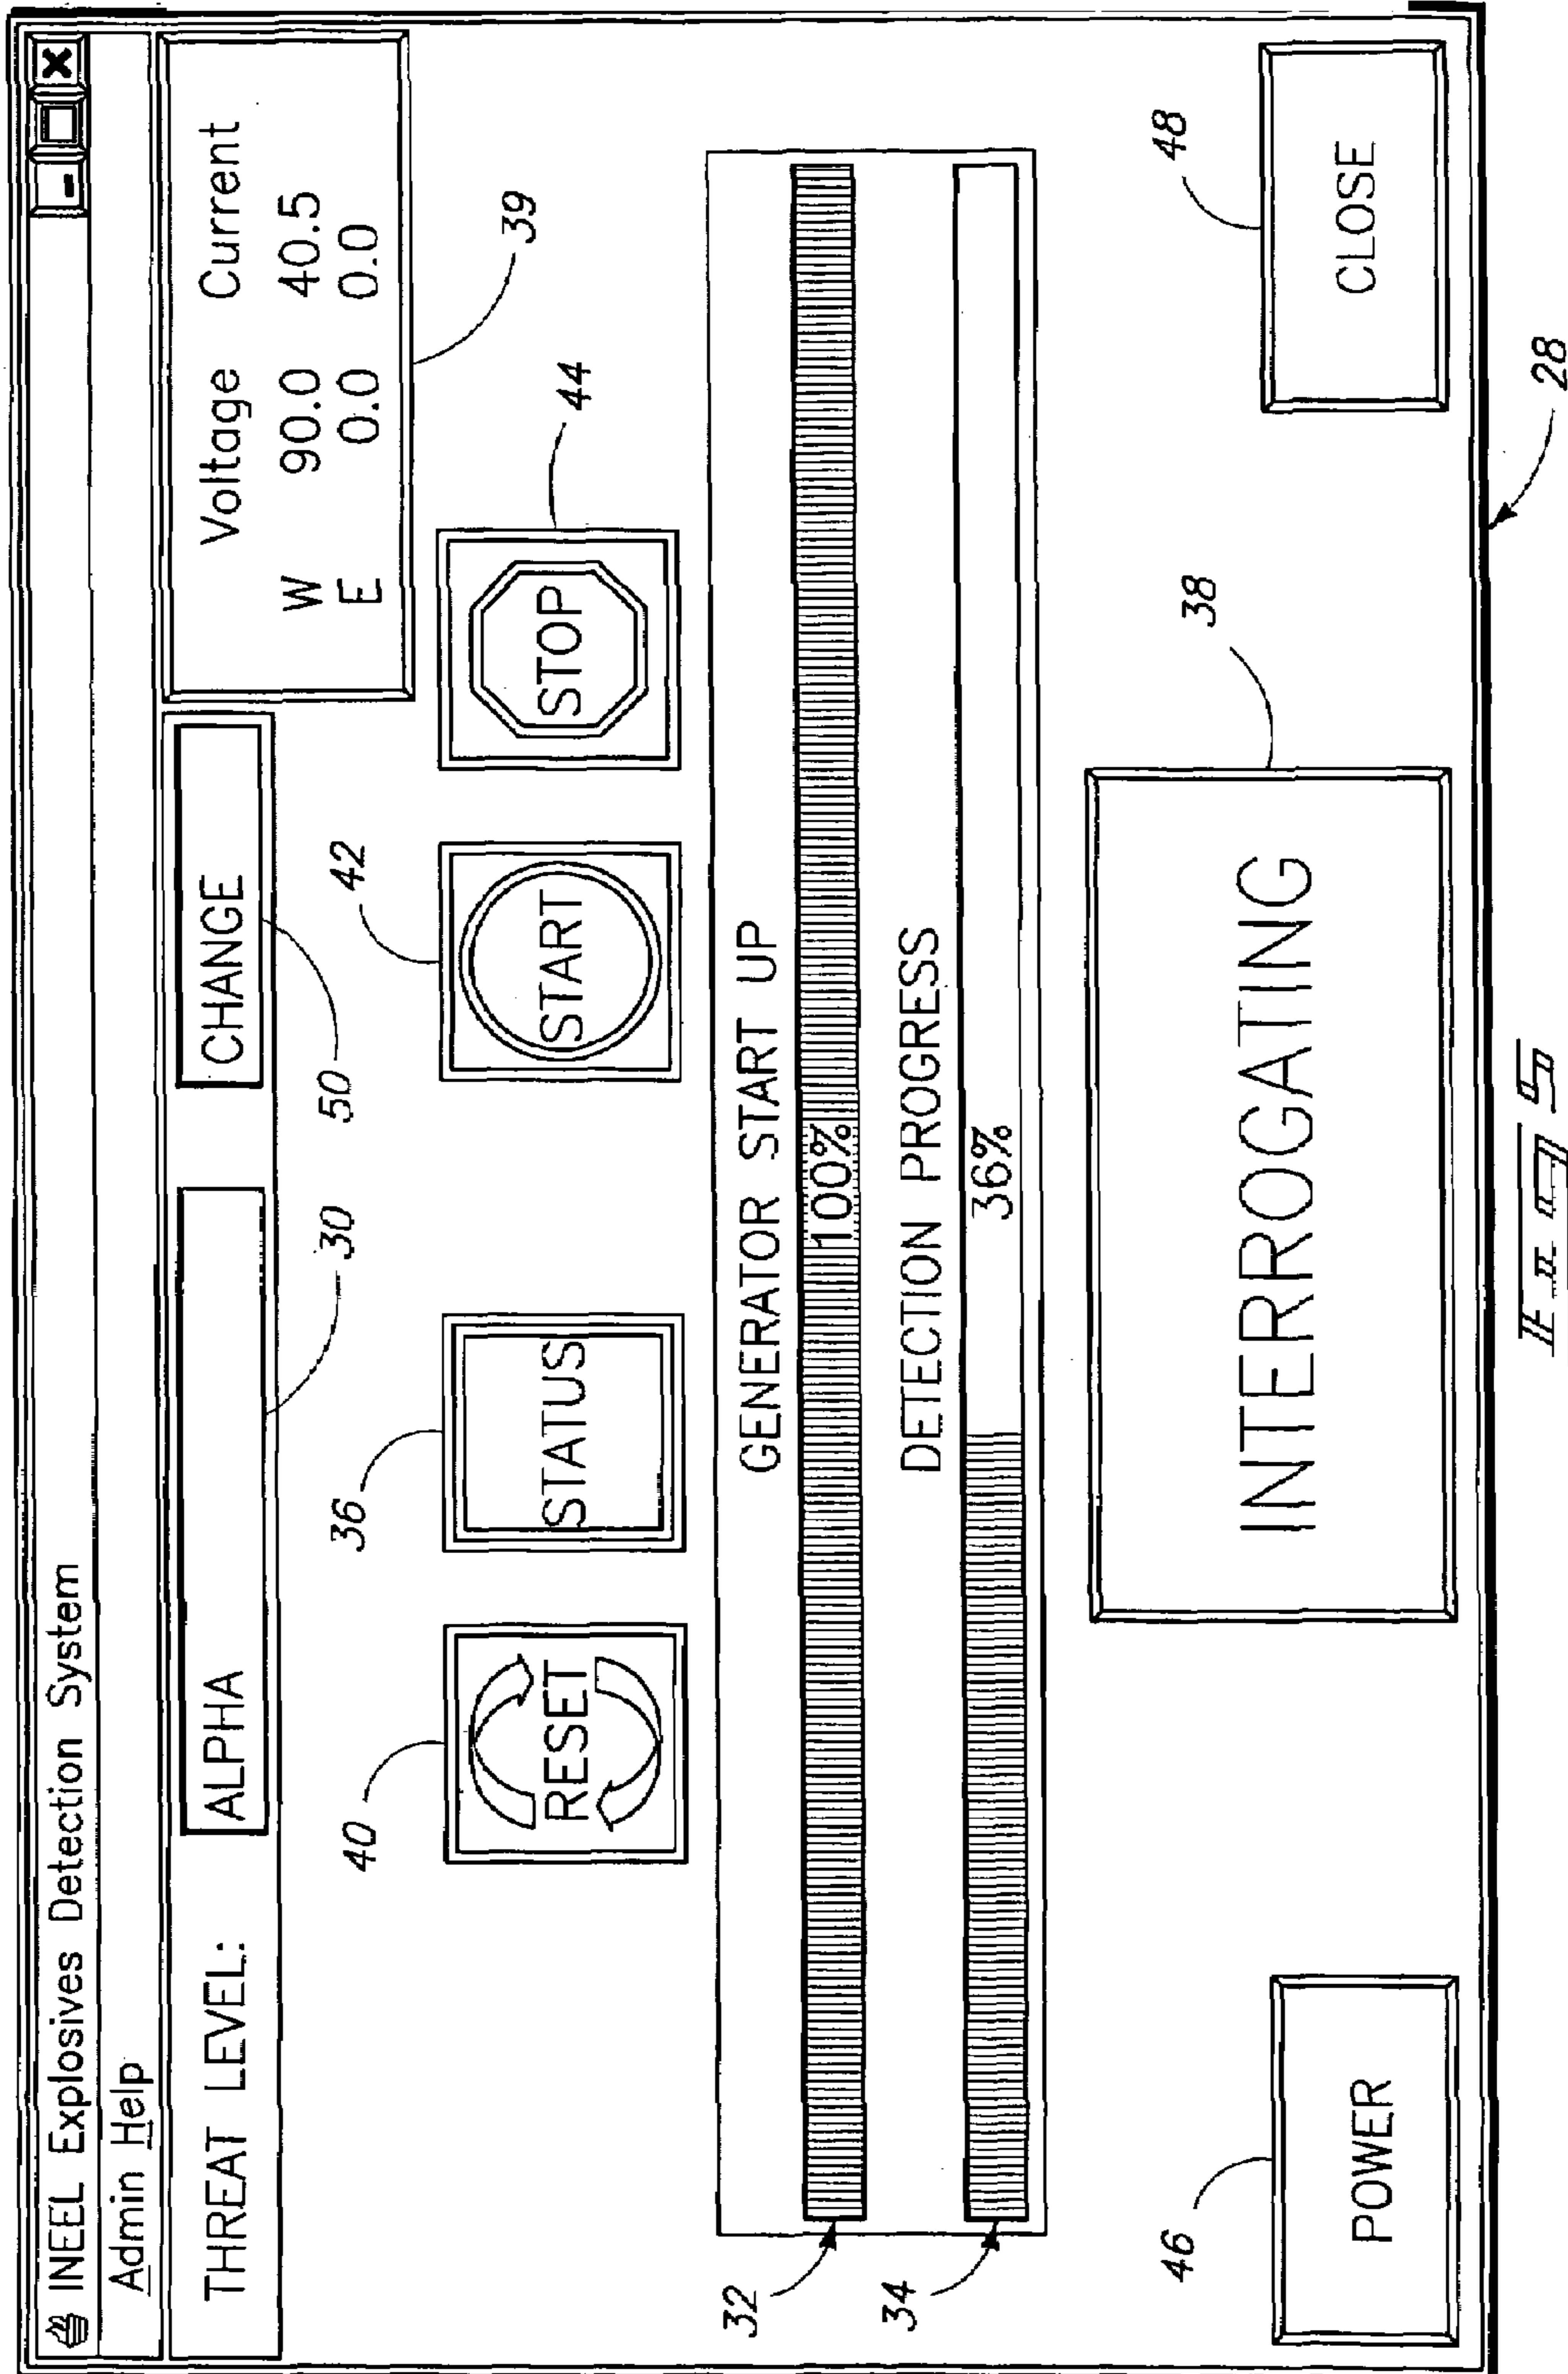 INEEL Explosives Detection System
Admin Help
THREAT LEVEL: ALPHA CHANGE
Voltage Current
W 90.0 40.5
E 0.0 0.0
30
50
39
40
36
42
44
RESET STATUS START STOP
GENERATOR START UP
100%
32
DETECTION PROGRESS
36%
34
46
38
48
POWER INTERROGATING CLOSE
28
FIG 5